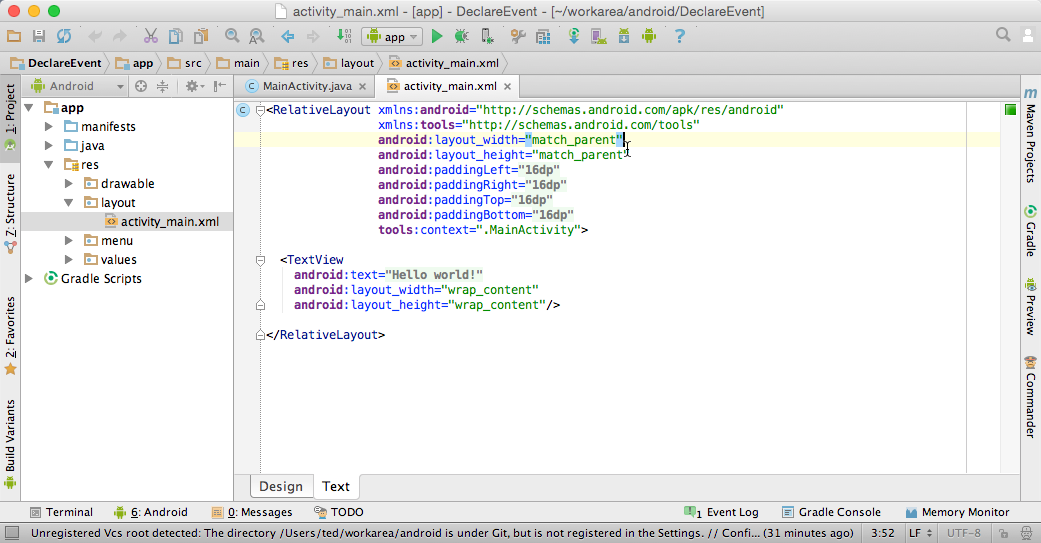 activity_main.xml - [app] - DeclareEvent - [~/workarea/android/DeclareEvent]
app
DeclareEvent app src main res layout activity_main.xml
1: Project
Z: Structure
2: Favorites
Build Variants
Android
app
manifests
java
res
drawable
layout
activity_main.xml
menu
values
Gradle Scripts
MainActivity.java activity_main.xml
<RelativeLayout xmlns:android="http://schemas.android.com/apk/res/android"
xmlns:tools="http://schemas.android.com/tools"
android:layout_width="match_parent"
android:layout_height="match_parent"
android:paddingLeft="16dp"
android:paddingRight="16dp"
android:paddingTop="16dp"
android:paddingBottom="16dp"
tools:context=".MainActivity">
<TextView
android:text="Hello world!"
android:layout_width="wrap_content"
android:layout_height="wrap_content"/>
</RelativeLayout>
Design Text
Maven Projects
Gradle
Preview
Commander
Terminal 6: Android 0: Messages TODO 1 Event Log Gradle Console Memory Monitor
Unregistered Vcs root detected: The directory /Users/ted/workarea/android is under Git, but is not registered in the Settings. // Confi... (31 minutes ago) 3:52 LF UTF-8